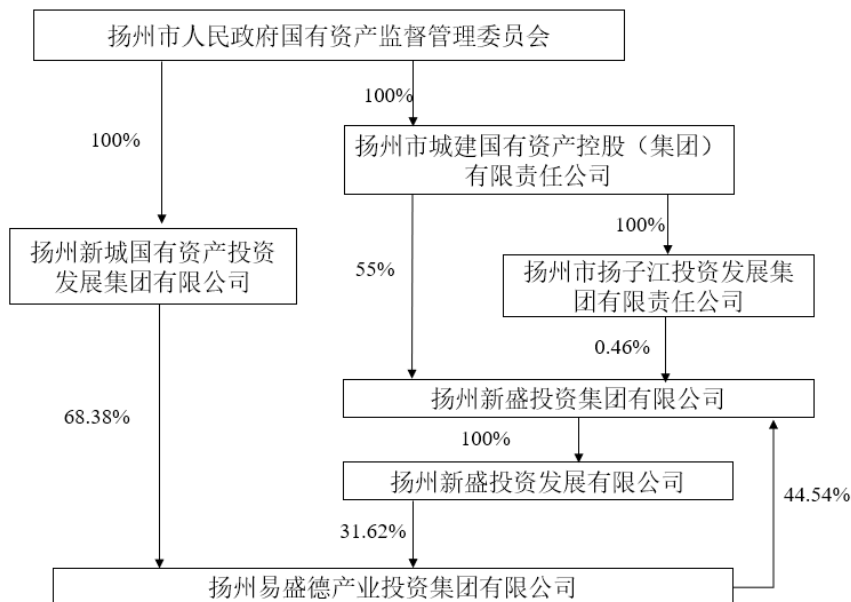 扬州市人民政府国有资产监督管理委员会
100%
100%
扬州市城建国有资产控股（集团）
有限责任公司
100%
扬州新城国有资产投资
发展集团有限公司
55%
扬州市扬子江投资发展集
团有限责任公司
0.46%
扬州新盛投资集团有限公司
68.38%
100%
扬州新盛投资发展有限公司
44.54%
31.62%
扬州易盛德产业投资集团有限公司